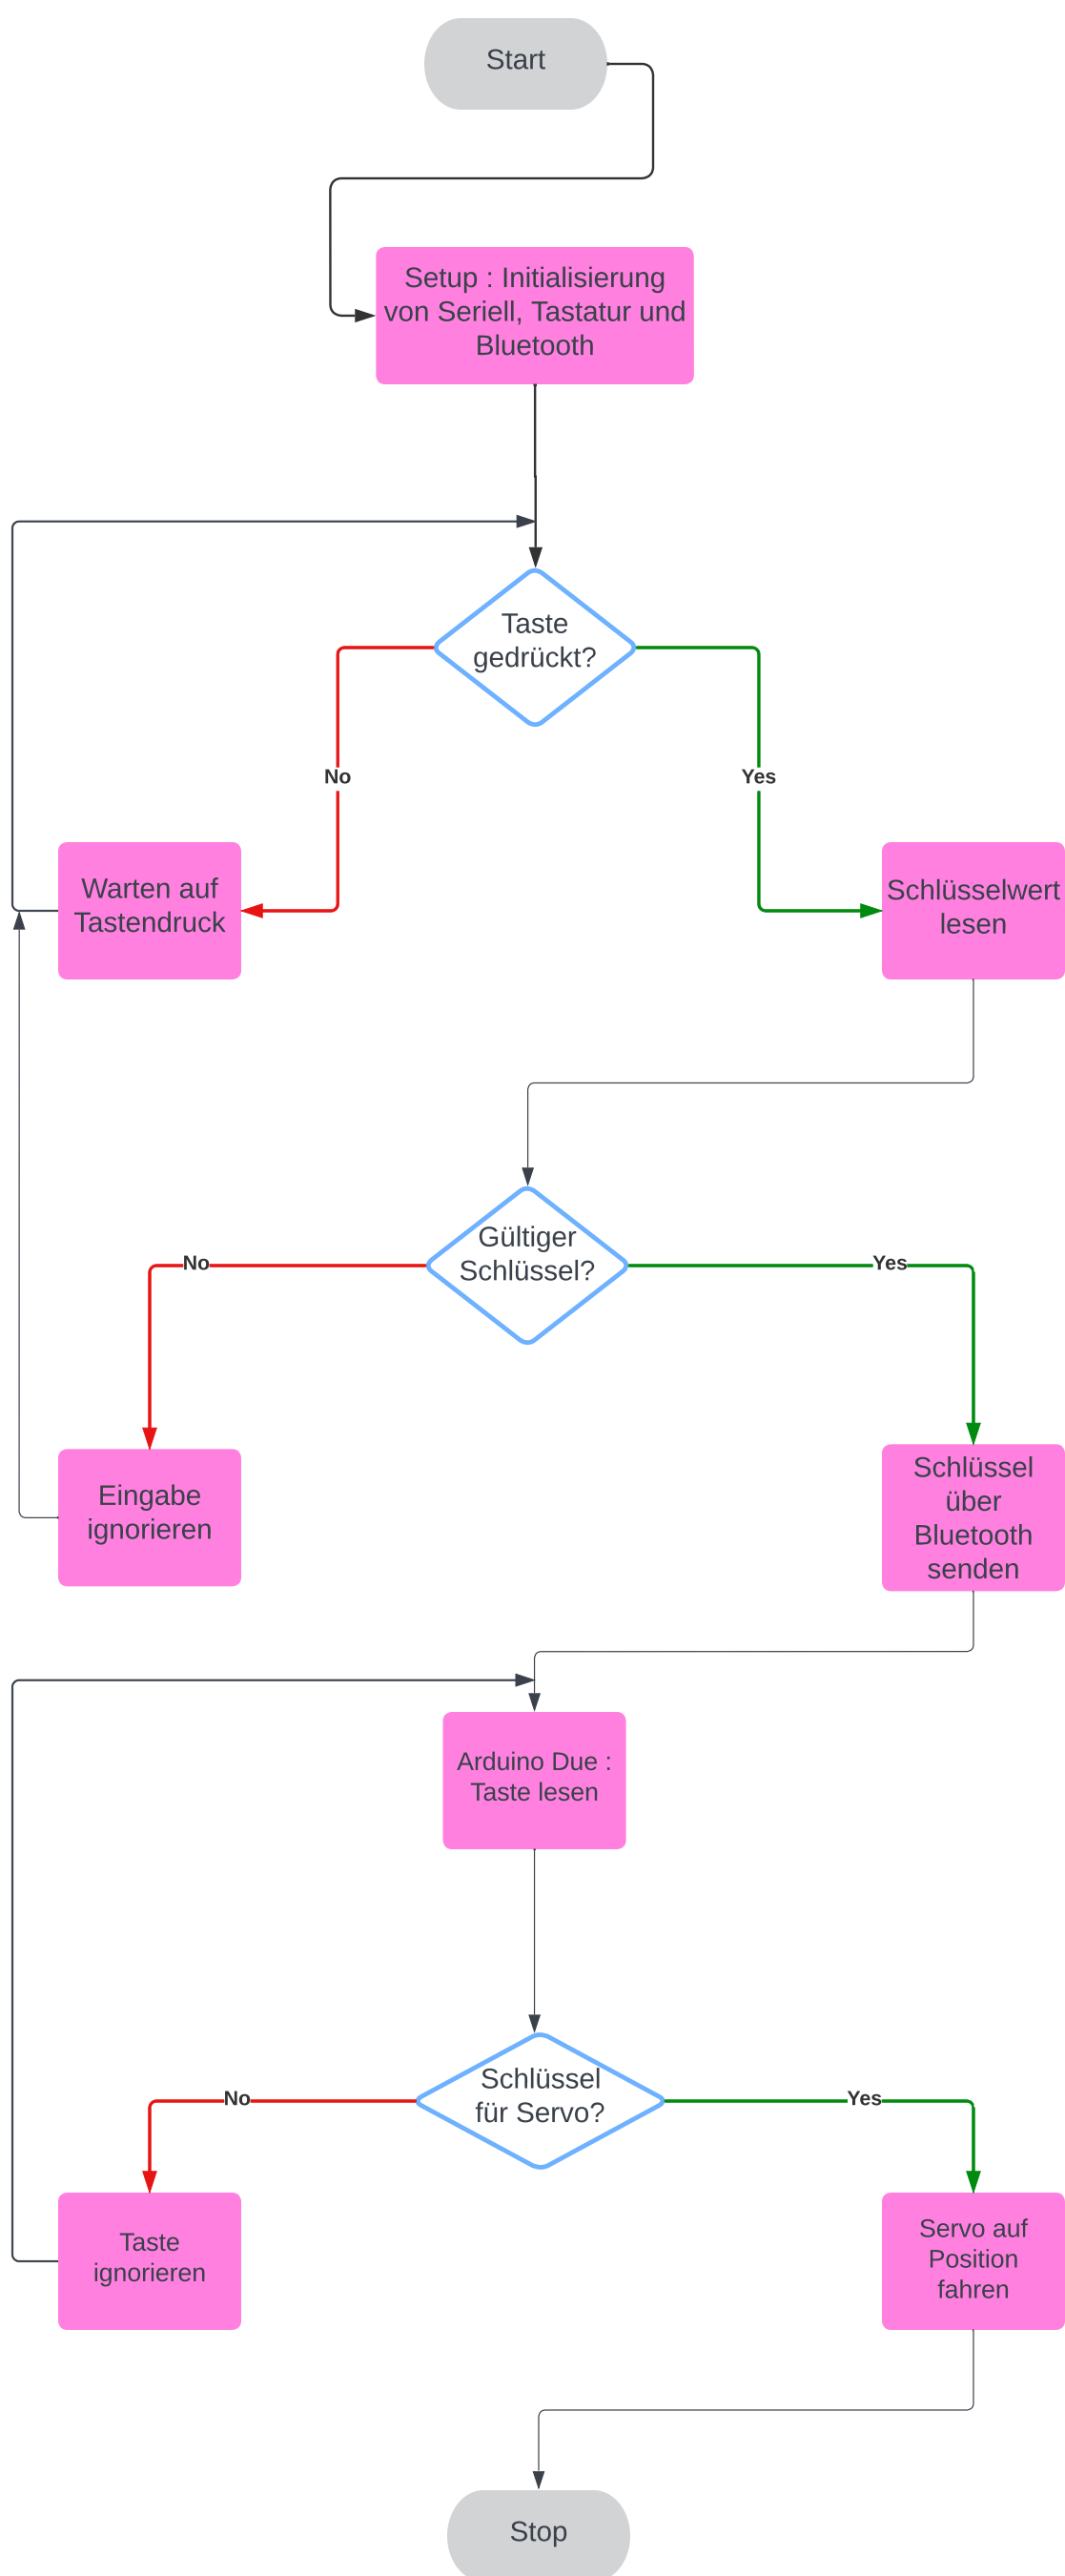 Start
Setup : Initialisierung
von Seriell, Tastatur und
Bluetooth
Taste
gedrückt?
No
Yes
Warten auf
Tastendruck
Schlüsselwert
lesen
Gültiger
Schlüssel?
No
Yes
Eingabe
ignorieren
Schlüssel
über
Bluetooth
senden
Arduino Due :
Taste lesen
Schlüssel
für Servo?
No
Yes
Taste
ignorieren
Servo auf
Position
fahren
Stop